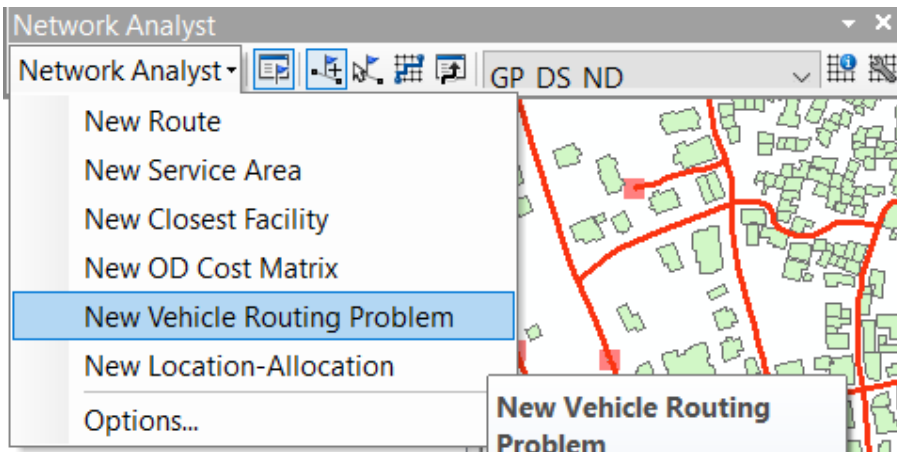 Network Analyst
Network Analyst
GP_DS_ND
New Route
New Service Area
New Closest Facility
New OD Cost Matrix
New Vehicle Routing Problem
New Location-Allocation
Options...
New Vehicle Routing
Problem